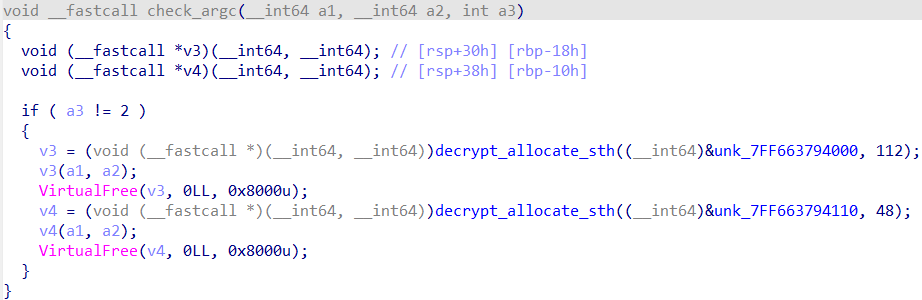 void __fastcall check_argc(__int64 a1, __int64 a2, int a3)
{
  void (__fastcall *v3)(__int64, __int64); // [rsp+30h] [rbp-18h]
  void (__fastcall *v4)(__int64, __int64); // [rsp+38h] [rbp-10h]

  if ( a3 != 2 )
  {
    v3 = (void (__fastcall *)(__int64, __int64))decrypt_allocate_sth((__int64)&unk_7FF663794000, 112);
    v3(a1, a2);
    VirtualFree(v3, 0LL, 0x8000u);
    v4 = (void (__fastcall *)(__int64, __int64))decrypt_allocate_sth((__int64)&unk_7FF663794110, 48);
    v4(a1, a2);
    VirtualFree(v4, 0LL, 0x8000u);
  }
}